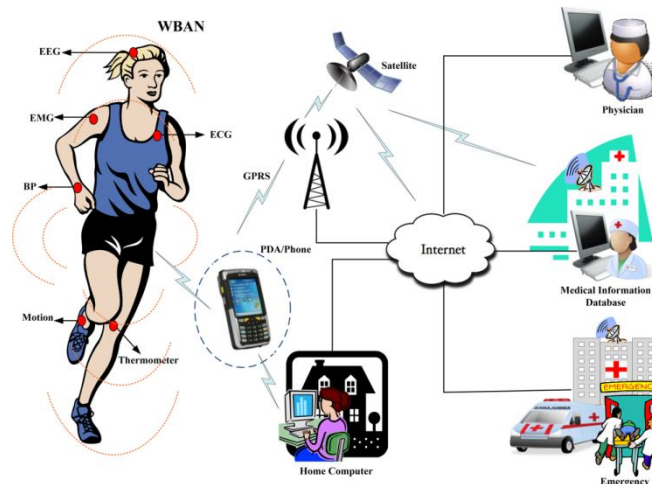 WBAN
EEG
EMG
ECG
BP
Motion
Thermometer
Satellite
GPRS
PDA/Phone
Internet
Home Computer
Physician
Medical Information
Database
EMERGENCY
Emergency